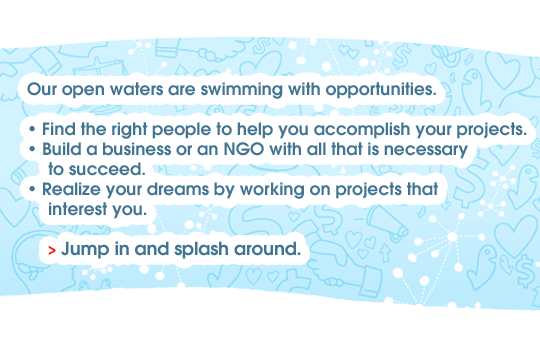 Our open waters are swimming with opportunities.
• Find the right people to help you accomplish your projects.
• Build a business or an NGO with all that is necessary
to succeed.
• Realize your dreams by working on projects that
interest you.
> Jump in and splash around.